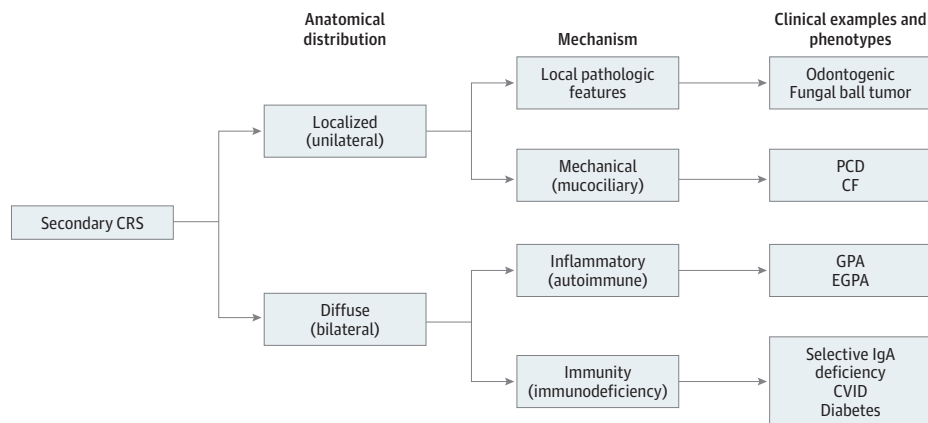 Anatomical
distribution
Mechanism
Clinical examples and
phenotypes
Secondary CRS
Localized
(unilateral)
Local pathologic
features
Odontogenic
Fungal ball tumor
Mechanical
(mucociliary)
PCD
CF
Diffuse
(bilateral)
Inflammatory
(autoimmune)
GPA
EGPA
Immunity
(immunodeficiency)
Selective IgA
deficiency
CVID
Diabetes